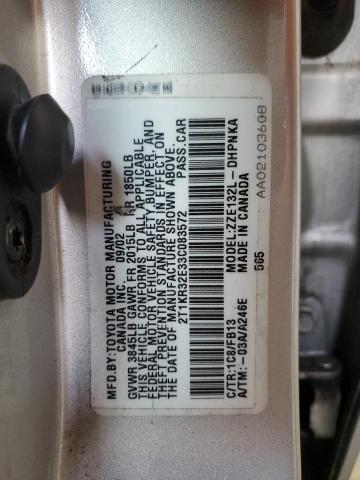 MFD.BY:TOYOTA MOTOR MANUFACTURING
CANADA INC. 09/02
GVWR 3845LB GAWR FR 2015LB RR 1850LB
THIS VEHICLE CONFORMS TO ALL APPLICABLE
FEDERAL MOTOR VEHICLE SAFETY, BUMPER, AND
THEFT PREVENTION STANDARDS IN EFFECT ON
THE DATE OF MANUFACTURE SHOWN ABOVE.
2T1KR32E33C083572 PASS.CAR
C/TR:1C8/FB13 MODEL:ZZE132L-DHPNKA
A/TM:-03A/A246E MADE IN CANADA
565 AA02103608